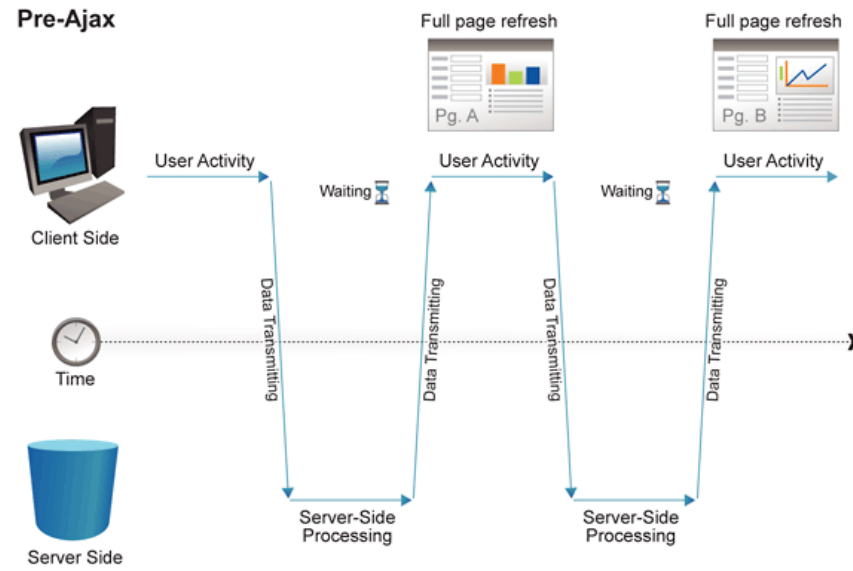 Pre-Ajax
Full page refresh
Full page refresh
Pg. A
Pg. B
User Activity
User Activity
User Activity
Waiting
Waiting
Client Side
Data Transmitting
Data Transmitting
Data Transmitting
Data Transmitting
Time
Server-Side
Processing
Server-Side
Processing
Server Side